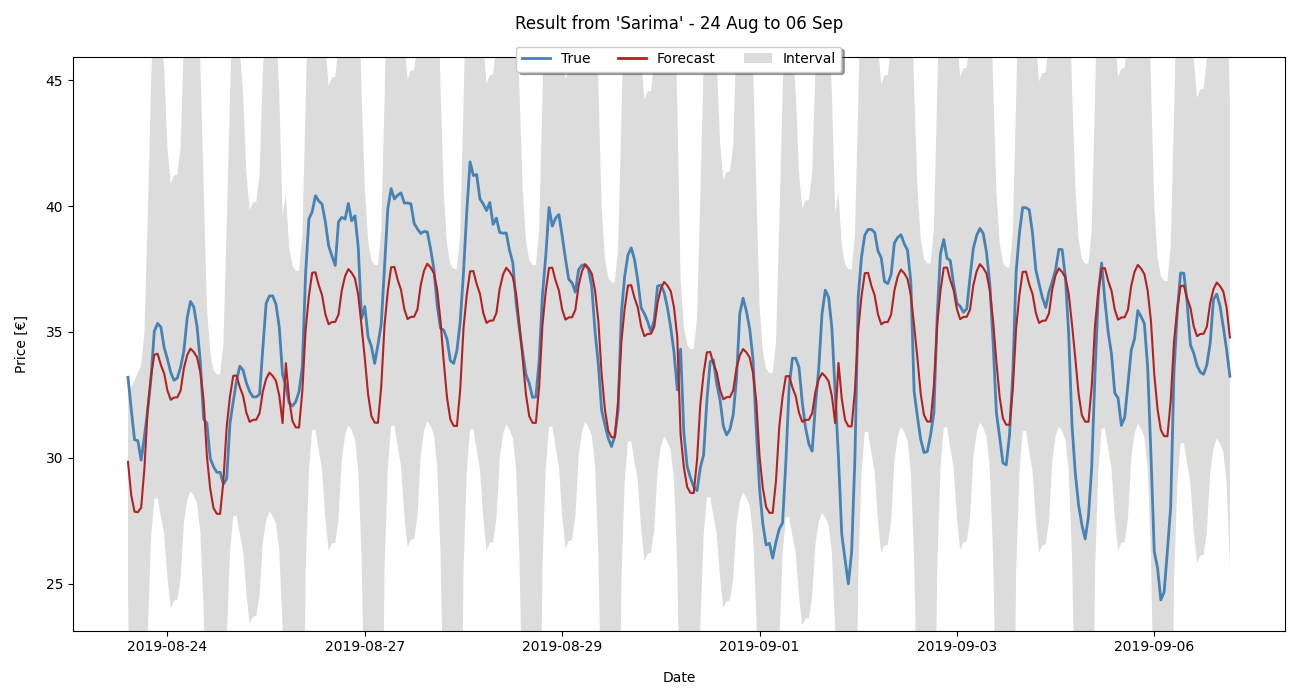 Result from 'Sarima' - 24 Aug to 06 Sep
True Forecast Interval
45
40
35
30
25
Price [€]
2019-08-24 2019-08-27 2019-08-29 2019-09-01 2019-09-03 2019-09-06
Date